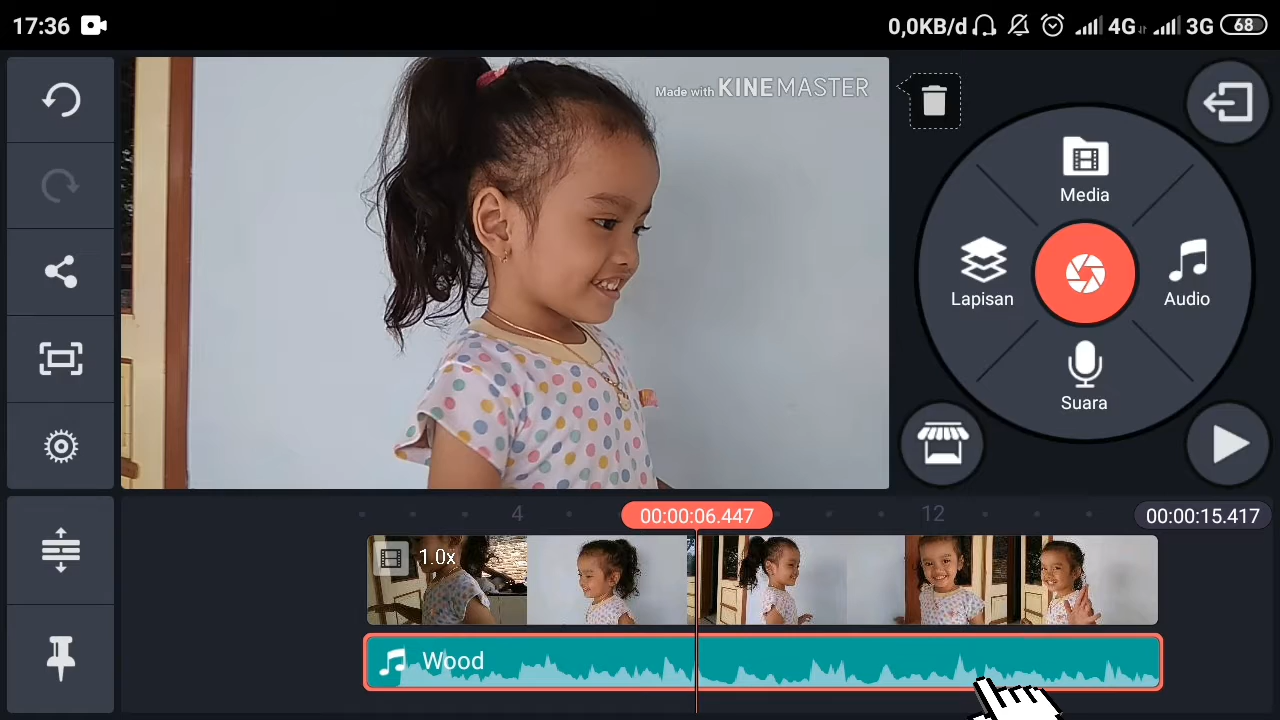 17:36
0,0KB/d 4G 3G 68
Made with KINEMASTER
Media
Lapisan
Audio
Suara
4
00:00:06.447
12
00:00:15.417
1.0x
Wood